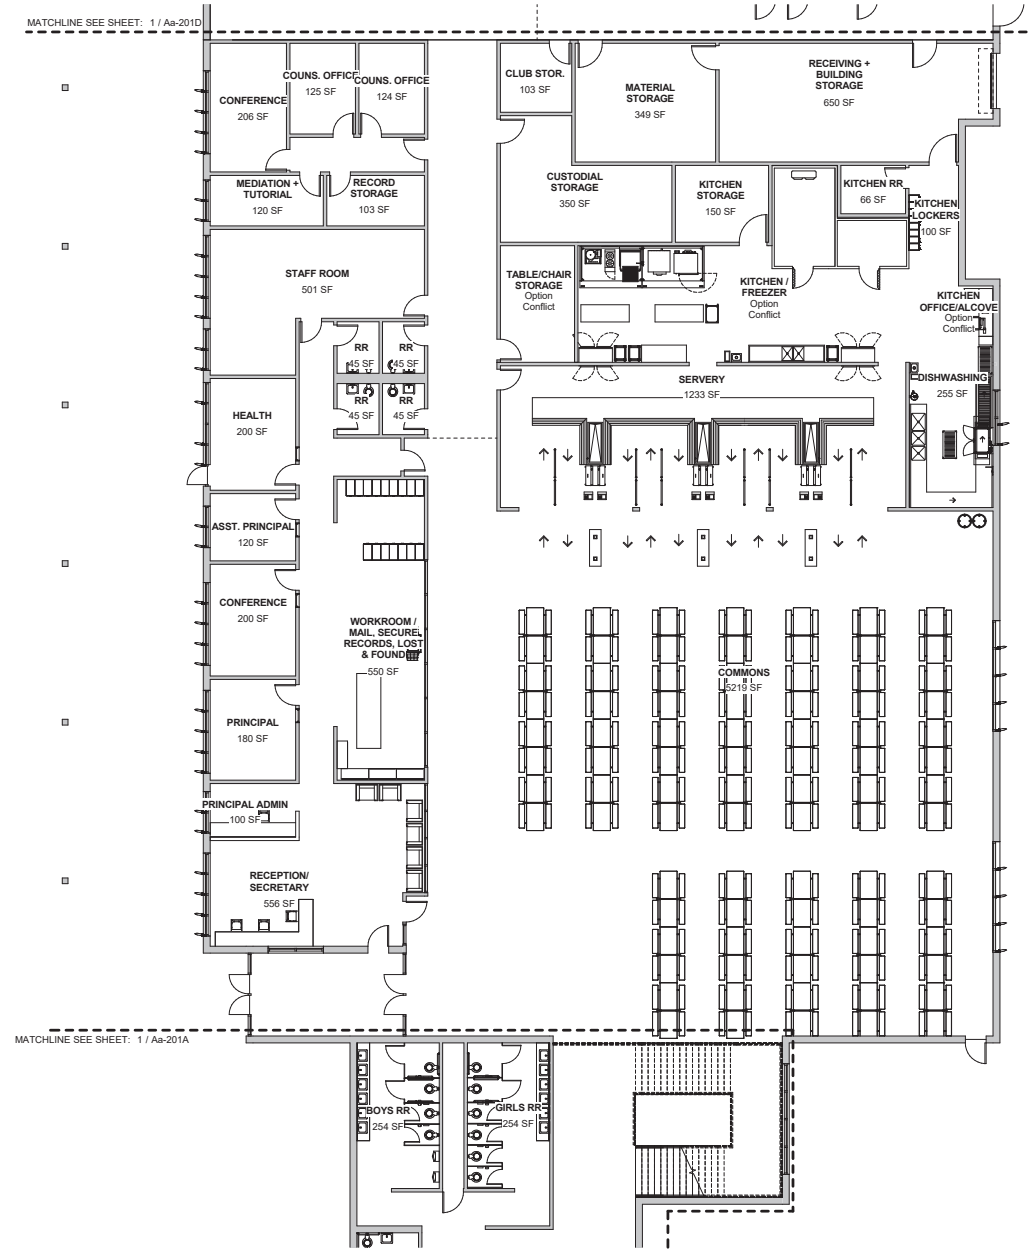 MATCHLINE SEE SHEET: 1 / Aa-201D
COUNS. OFFICE
125 SF
COUNS. OFFICE
124 SF
CONFERENCE
206 SF
CLUB STOR.
103 SF
MATERIAL
STORAGE
349 SF
RECEIVING +
BUILDING
STORAGE
650 SF
MEDIATION +
TUTORIAL
120 SF
RECORD
STORAGE
103 SF
CUSTODIAL
STORAGE
350 SF
KITCHEN
STORAGE
150 SF
KITCHEN RR
66 SF
KITCHEN
LOCKERS
100 SF
STAFF ROOM
501 SF
TABLE/CHAIR
STORAGE
Option
Conflict
KITCHEN /
FREEZER
Option
Conflict
KITCHEN
OFFICE/ALCOVE
Option
Conflict
RR
45 SF
RR
45 SF
RR
45 SF
RR
45 SF
SERVERY
1233 SF
DISHWASHING
255 SF
HEALTH
200 SF
ASST. PRINCIPAL
120 SF
CONFERENCE
200 SF
WORKROOM /
MAIL, SECURE
RECORDS, LOST
& FOUND
550 SF
COMMONS
5219 SF
PRINCIPAL
180 SF
PRINCIPAL ADMIN
100 SF
RECEPTION/
SECRETARY
556 SF
MATCHLINE SEE SHEET: 1 / Aa-201A
BOYS RR
254 SF
GIRLS RR
254 SF